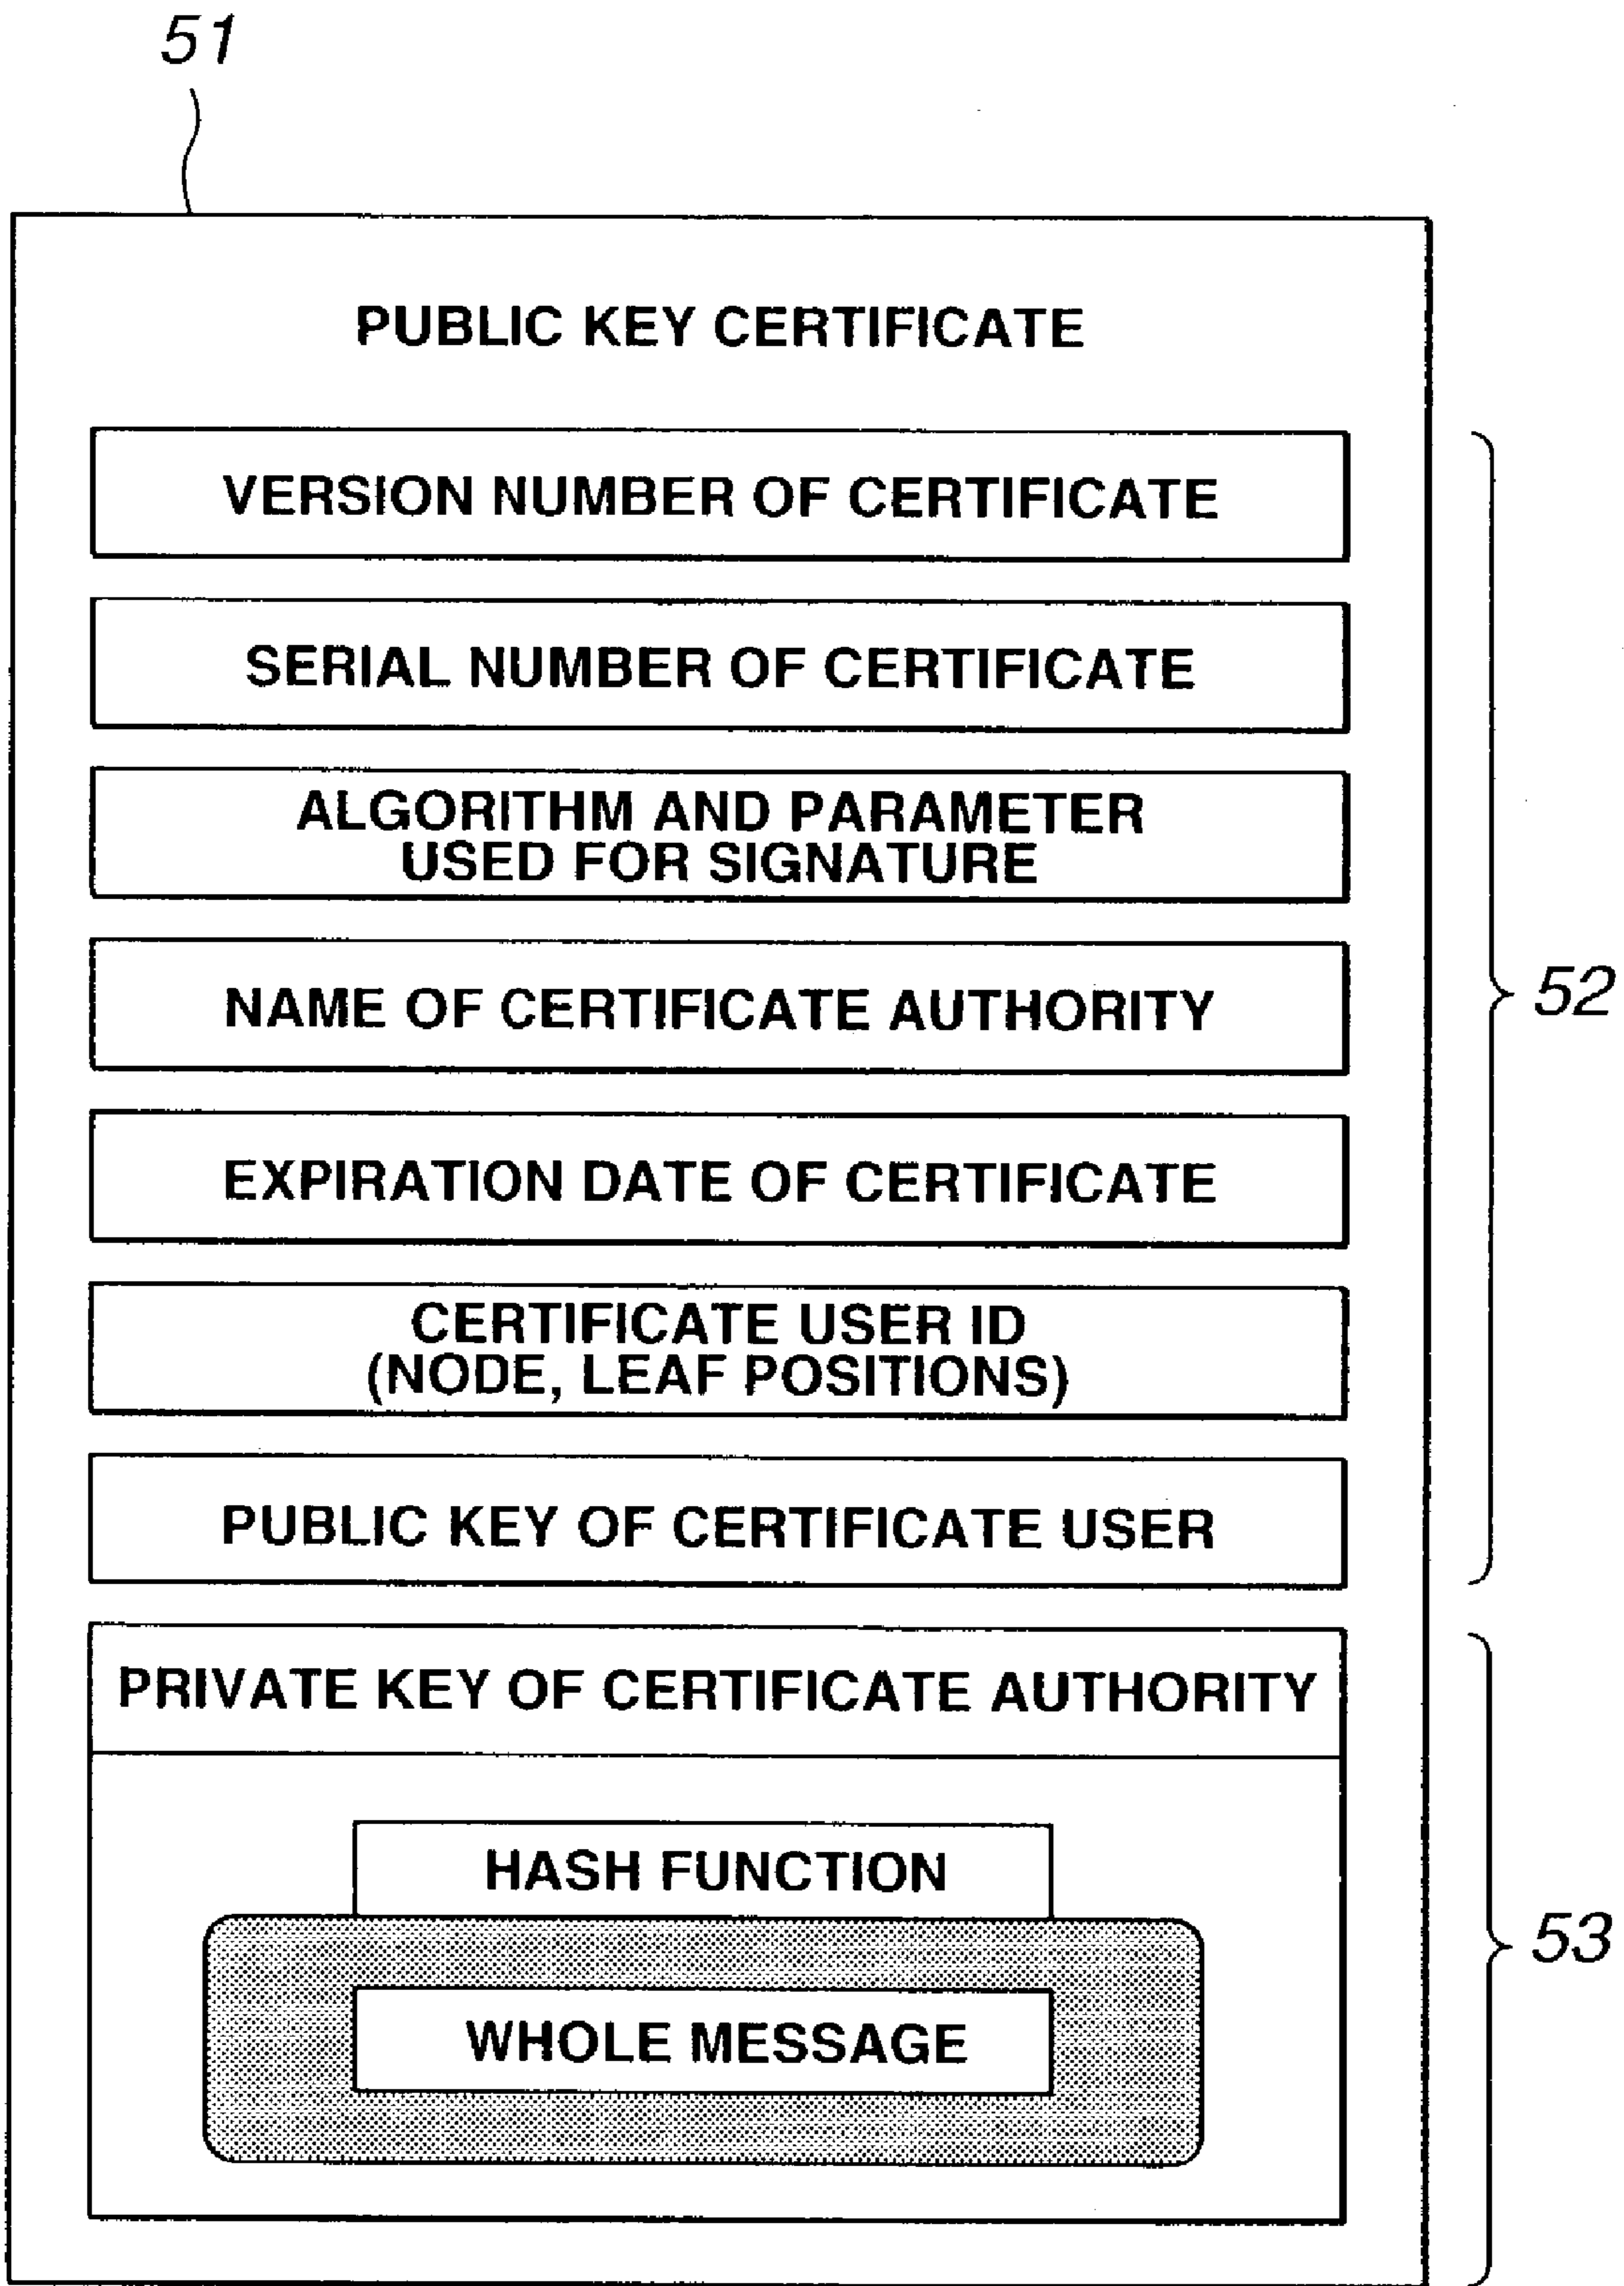 51
PUBLIC KEY CERTIFICATE
VERSION NUMBER OF CERTIFICATE
SERIAL NUMBER OF CERTIFICATE
ALGORITHM AND PARAMETER
USED FOR SIGNATURE
NAME OF CERTIFICATE AUTHORITY
52
EXPIRATION DATE OF CERTIFICATE
CERTIFICATE USER ID
(NODE, LEAF POSITIONS)
PUBLIC KEY OF CERTIFICATE USER
PRIVATE KEY OF CERTIFICATE AUTHORITY
HASH FUNCTION
53
WHOLE MESSAGE